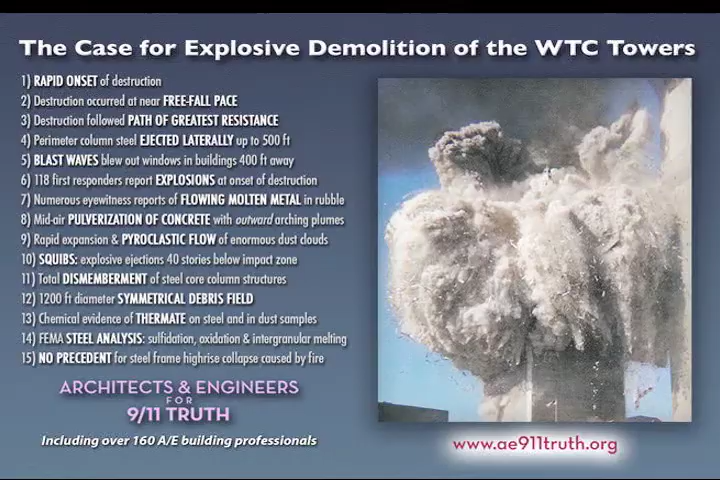 The Case for Explosive Demolition of the WTC Towers
1) RAPID ONSET of destruction
2) Destruction occurred at near FREE-FALL PACE
3) Destruction followed PATH OF GREATEST RESISTANCE
4) Perimeter column steel EJECTED LATERALLY up to 500 ft
5) BLAST WAVES blew out windows in buildings 400 ft away
6) 118 first responders report EXPLOSIONS at onset of destruction
7) Numerous eyewitness reports of FLOWING MOLTEN METAL in rubble
8) Mid-air PULVERIZATION OF CONCRETE with outward arching plumes
9) Rapid expansion & PYROCLASTIC FLOW of enormous dust clouds
10) SQUIBS: explosive ejections 40 stories below impact zone
11) Total DISMEMBERMENT of steel core column structures
12) 1200 ft diameter SYMMETRICAL DEBRIS FIELD
13) Chemical evidence of THERMATE on steel and in dust samples
14) FEMA STEEL ANALYSIS: sulfidation, oxidation & intergranular melting
15) NO PRECEDENT for steel frame highrise collapse caused by fire
ARCHITECTS & ENGINEERS
FOR
9/11 TRUTH
Including over 160 A/E building professionals
www.ae911truth.org